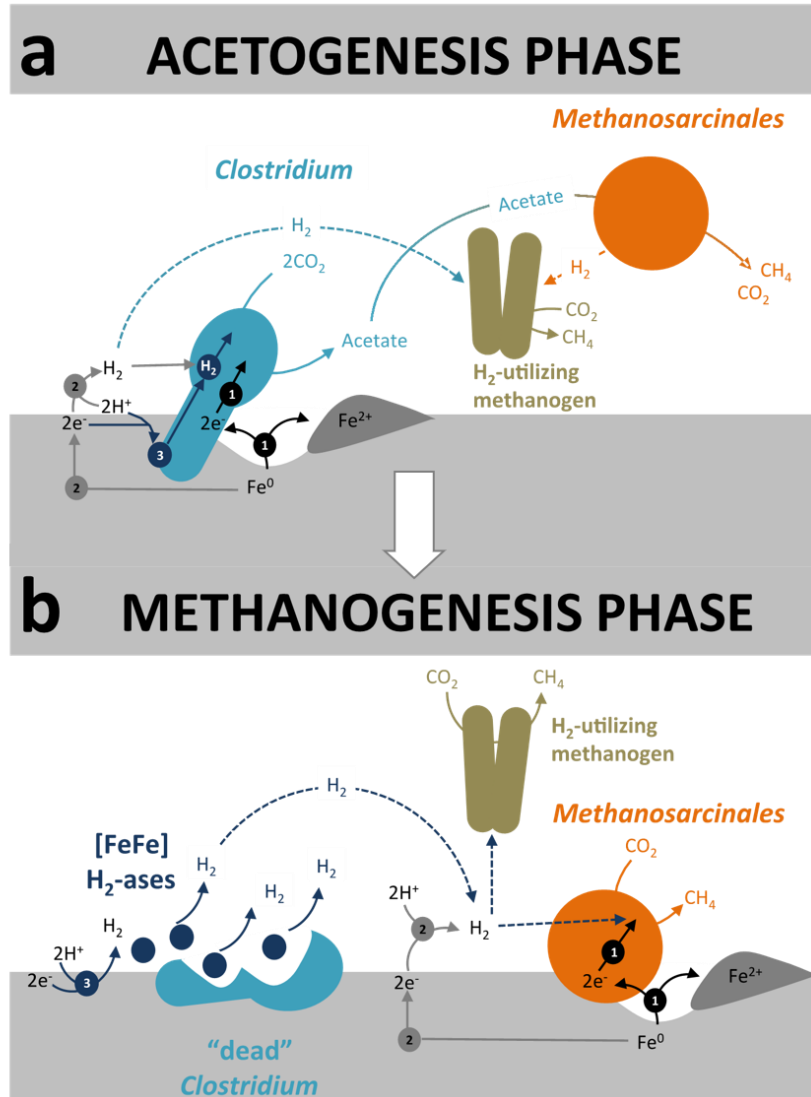 a ACETOGENESIS PHASE
Methanosarcinales
Clostridium
H₂
Acetate
2CO₂
H₂
CH₄
CO₂
CO₂
CH₄
H₂
H₂
Acetate
H₂-utilizing
methanogen
2
2H⁺
1
2e⁻
2e⁻
1
Fe²⁺
3
2
Fe⁰
b METHANOGENESIS PHASE
CO₂
CH₄
H₂-utilizing
methanogen
H₂
Methanosarcinales
[FeFe]
H₂-ases
H₂
H₂
H₂
CO₂
2H⁺
CH₄
H₂
2
H₂
2H⁺
1
2e⁻
3
2e⁻
2e⁻
1
Fe²⁺
2
Fe⁰
"dead"
Clostridium